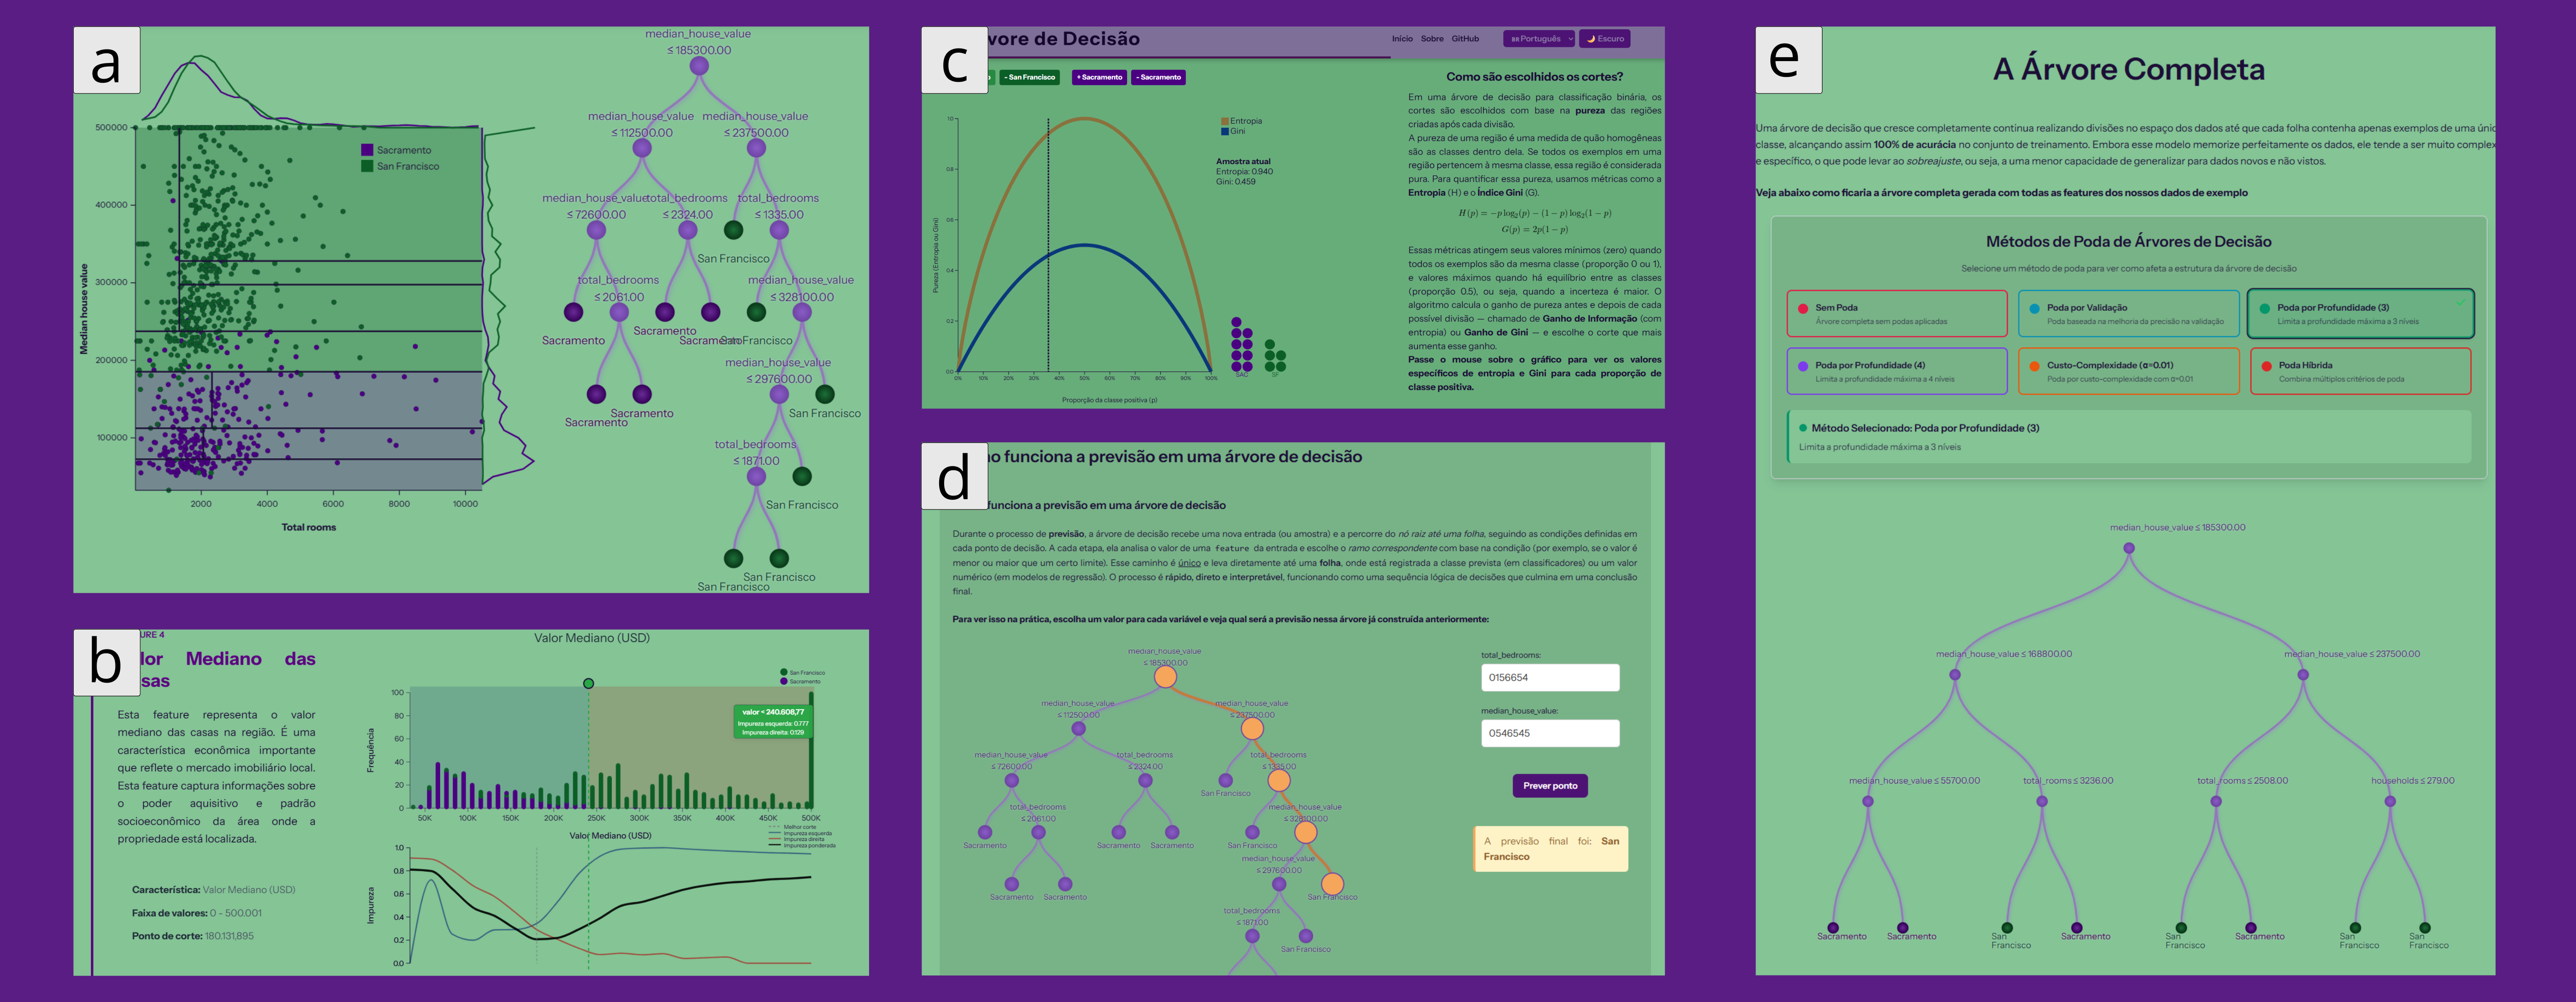 a
median_house_value
≤ 185300.00
median_house_value
≤ 112500.00
median_house_value
≤ 237500.00
median_house_value
≤ 72600.00
total_bedrooms
≤ 2324.00
total_bedrooms
≤ 1335.00
San Francisco
total_bedrooms
≤ 2061.00
median_house_value
≤ 328100.00
Sacramento
Sacramento
Sacramento
San Francisco
median_house_value
≤ 297600.00
Sacramento
Sacramento
San Francisco
total_bedrooms
≤ 1871.00
San Francisco
San Francisco
San Francisco
Sacramento
San Francisco
500000
400000
300000
200000
100000
Median house value
2000 4000 6000 8000 10000
Total rooms
b
URE 4
lor Mediano das
sas
Esta feature representa o valor
mediano das casas na região. É uma
característica econômica importante
que reflete o mercado imobiliário local.
Esta feature captura informações sobre
o poder aquisitivo e padrão
socioeconômico da área onde a
propriedade está localizada.
Característica: Valor Mediano (USD)
Faixa de valores: 0 - 500.001
Ponto de corte: 180.131,895
Valor Mediano (USD)
San Francisco
Sacramento
valor < 240.608,77
Impureza esquerda: 0.777
Impureza direita: 0.129
Frequência
100
80
60
40
20
0
50K 100K 150K 200K 250K 300K 350K 400K 450K 500K
Valor Mediano (USD)
Melhor corte
Impureza esquerda
Impureza direita
Impureza ponderada
Impureza
1.0
0.8
0.6
0.4
0.2
0.0
c
vore de Decisão
Início Sobre GitHub
Português
Escuro
o
- San Francisco
+ Sacramento
- Sacramento
Pureza (Entropia ou Gini)
1.0
0.8
0.6
0.4
0.2
0.0
0% 10% 20% 30% 40% 50% 60% 70% 80% 90% 100%
Proporção da classe positiva (p)
Entropia
Gini
Amostra atual
Entropia: 0.940
Gini: 0.459
SAC
SF
Como são escolhidos os cortes?
Em uma árvore de decisão para classificação binária, os
cortes são escolhidos com base na pureza das regiões
criadas após cada divisão.
A pureza de uma região é uma medida de quão homogêneas
são as classes dentro dela. Se todos os exemplos em uma
região pertencem à mesma classe, essa região é considerada
pura. Para quantificar essa pureza, usamos métricas como a
Entropia (H) e o Índice Gini (G).
H(p) = −p log₂(p) − (1 − p) log₂(1 − p)
G(p) = 2p(1 − p)
Essas métricas atingem seus valores mínimos (zero) quando
todos os exemplos são da mesma classe (proporção 0 ou 1),
e valores máximos quando há equilíbrio entre as classes
(proporção 0.5), ou seja, quando a incerteza é maior. O
algoritmo calcula o ganho de pureza antes e depois de cada
possível divisão — chamado de Ganho de Informação (com
entropia) ou Ganho de Gini — e escolhe o corte que mais
aumenta esse ganho.
Passe o mouse sobre o gráfico para ver os valores
específicos de entropia e Gini para cada proporção de
classe positiva.
d
no funciona a previsão em uma árvore de decisão
funciona a previsão em uma árvore de decisão
Durante o processo de previsão, a árvore de decisão recebe uma nova entrada (ou amostra) e a percorre do nó raiz até uma folha, seguindo as condições definidas em
cada ponto de decisão. A cada etapa, ela analisa o valor de uma feature da entrada e escolhe o ramo correspondente com base na condição (por exemplo, se o valor é
menor ou maior que um certo limite). Esse caminho é único e leva diretamente até uma folha, onde está registrada a classe prevista (em classificadores) ou um valor
numérico (em modelos de regressão). O processo é rápido, direto e interpretável, funcionando como uma sequência lógica de decisões que culmina em uma conclusão
final.
Para ver isso na prática, escolha um valor para cada variável e veja qual será a previsão nessa árvore já construída anteriormente:
median_house_value
≤ 185300.00
median_house_value
≤ 112500.00
median_house_value
≤ 237500.00
median_house_value
≤ 72600.00
total_bedrooms
≤ 2324.00
total_bedrooms
≤ 1335.00
San Francisco
total_bedrooms
≤ 2061.00
median_house_value
≤ 328100.00
Sacramento
Sacramento
Sacramento
San Francisco
median_house_value
≤ 297600.00
Sacramento
Sacramento
San Francisco
total_bedrooms
≤ 1871.00
San Francisco
total_bedrooms:
0156654
median_house_value:
0546545
Prever ponto
A previsão final foi: San
Francisco
e
A Árvore Completa
Uma árvore de decisão que cresce completamente continua realizando divisões no espaço dos dados até que cada folha contenha apenas exemplos de uma únic
classe, alcançando assim 100% de acurácia no conjunto de treinamento. Embora esse modelo memorize perfeitamente os dados, ele tende a ser muito complex
e específico, o que pode levar ao sobreajuste, ou seja, a uma menor capacidade de generalizar para dados novos e não vistos.
Veja abaixo como ficaria a árvore completa gerada com todas as features dos nossos dados de exemplo
Métodos de Poda de Árvores de Decisão
Selecione um método de poda para ver como afeta a estrutura da árvore de decisão
Sem Poda
Árvore completa sem podas aplicadas
Poda por Validação
Poda baseada na melhoria da precisão na validação
Poda por Profundidade (3)
Limita a profundidade máxima a 3 níveis
Poda por Profundidade (4)
Limita a profundidade máxima a 4 níveis
Custo-Complexidade (α=0.01)
Poda por custo-complexidade com α=0.01
Poda Híbrida
Combina múltiplos critérios de poda
Método Selecionado: Poda por Profundidade (3)
Limita a profundidade máxima a 3 níveis
median_house_value ≤ 185300.00
median_house_value ≤ 168800.00
median_house_value ≤ 237500.00
median_house_value ≤ 55700.00
total_rooms ≤ 3236.00
total_rooms ≤ 2508.00
households ≤ 279.00
Sacramento
Sacramento
San
Francisco
Sacramento
San
Francisco
Sacramento
San
Francisco
San
Francisco